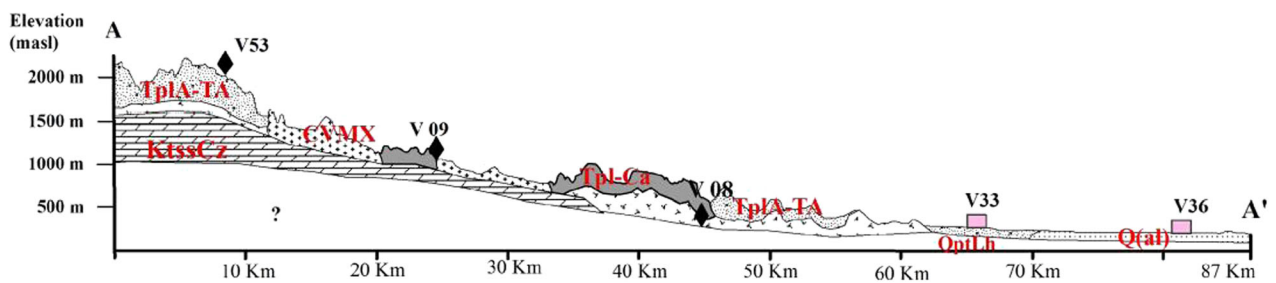 Elevation
(masl)
A
V53
2000 m
TplA-TA
1500 m
CVMX
V 09
1000 m
KtssCz
Tpl-Ca
V 08
500 m
TplA-TA
V33
V36
A'
?
QptLh
Q(al)
10 Km
20 Km
30 Km
40 Km
50 Km
60 Km
70 Km
87 Km